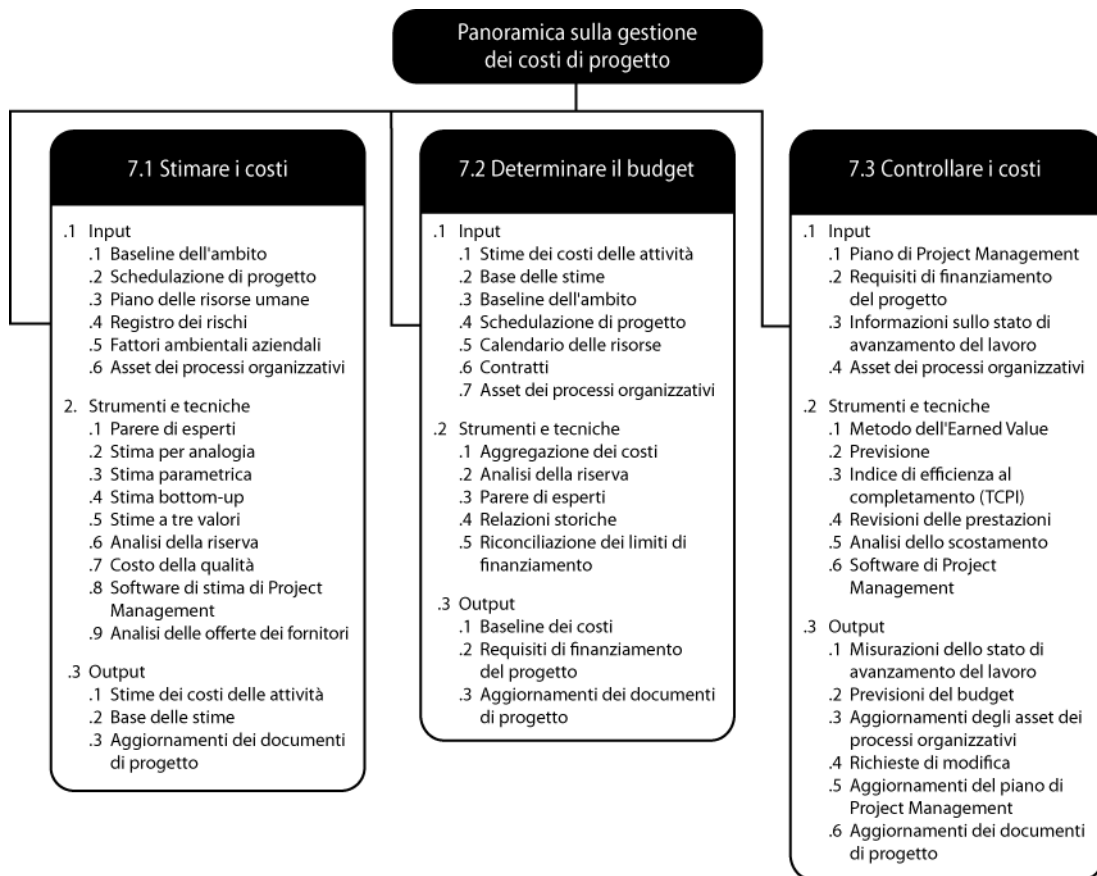 Panoramica sulla gestione
dei costi di progetto
7.1 Stimare i costi
.1 Input
.1 Baseline dell'ambito
.2 Schedulazione di progetto
.3 Piano delle risorse umane
.4 Registro dei rischi
.5 Fattori ambientali aziendali
.6 Asset dei processi organizzativi
2. Strumenti e tecniche
.1 Parere di esperti
.2 Stima per analogia
.3 Stima parametrica
.4 Stima bottom-up
.5 Stime a tre valori
.6 Analisi della riserva
.7 Costo della qualità
.8 Software di stima di Project
Management
.9 Analisi delle offerte dei fornitori
.3 Output
.1 Stime dei costi delle attività
.2 Base delle stime
.3 Aggiornamenti dei documenti
di progetto
7.2 Determinare il budget
.1 Input
.1 Stime dei costi delle attività
.2 Base delle stime
.3 Baseline dell'ambito
.4 Schedulazione di progetto
.5 Calendario delle risorse
.6 Contratti
.7 Asset dei processi organizzativi
.2 Strumenti e tecniche
.1 Aggregazione dei costi
.2 Analisi della riserva
.3 Parere di esperti
.4 Relazioni storiche
.5 Riconciliazione dei limiti di
finanziamento
.3 Output
.1 Baseline dei costi
.2 Requisiti di finanziamento
del progetto
.3 Aggiornamenti dei documenti
di progetto
7.3 Controllare i costi
.1 Input
.1 Piano di Project Management
.2 Requisiti di finanziamento
del progetto
.3 Informazioni sullo stato di
avanzamento del lavoro
.4 Asset dei processi organizzativi
.2 Strumenti e tecniche
.1 Metodo dell'Earned Value
.2 Previsione
.3 Indice di efficienza al
completamento (TCPI)
.4 Revisioni delle prestazioni
.5 Analisi dello scostamento
.6 Software di Project
Management
.3 Output
.1 Misurazioni dello stato di
avanzamento del lavoro
.2 Previsioni del budget
.3 Aggiornamenti degli asset dei
processi organizzativi
.4 Richieste di modifica
.5 Aggiornamenti del piano di
Project Management
.6 Aggiornamenti dei documenti
di progetto